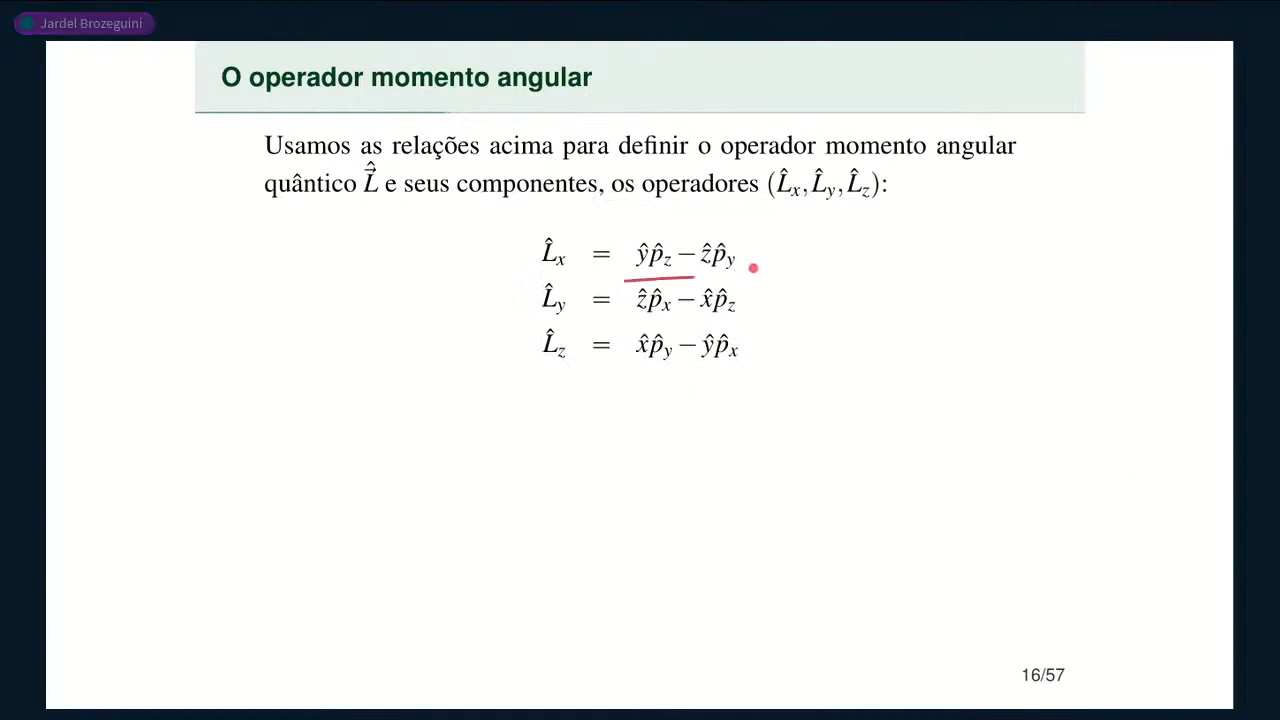 Jardel Brozeguini
O operador momento angular
Usamos as relações acima para definir o operador momento angular
quântico $\hat{\vec{L}}$ e seus componentes, os operadores $(\hat{L}_x, \hat{L}_y, \hat{L}_z)$:
$\hat{L}_x = \hat{y}\hat{p}_z - \hat{z}\hat{p}_y$
$\hat{L}_y = \hat{z}\hat{p}_x - \hat{x}\hat{p}_z$
$\hat{L}_z = \hat{x}\hat{p}_y - \hat{y}\hat{p}_x$
16/57